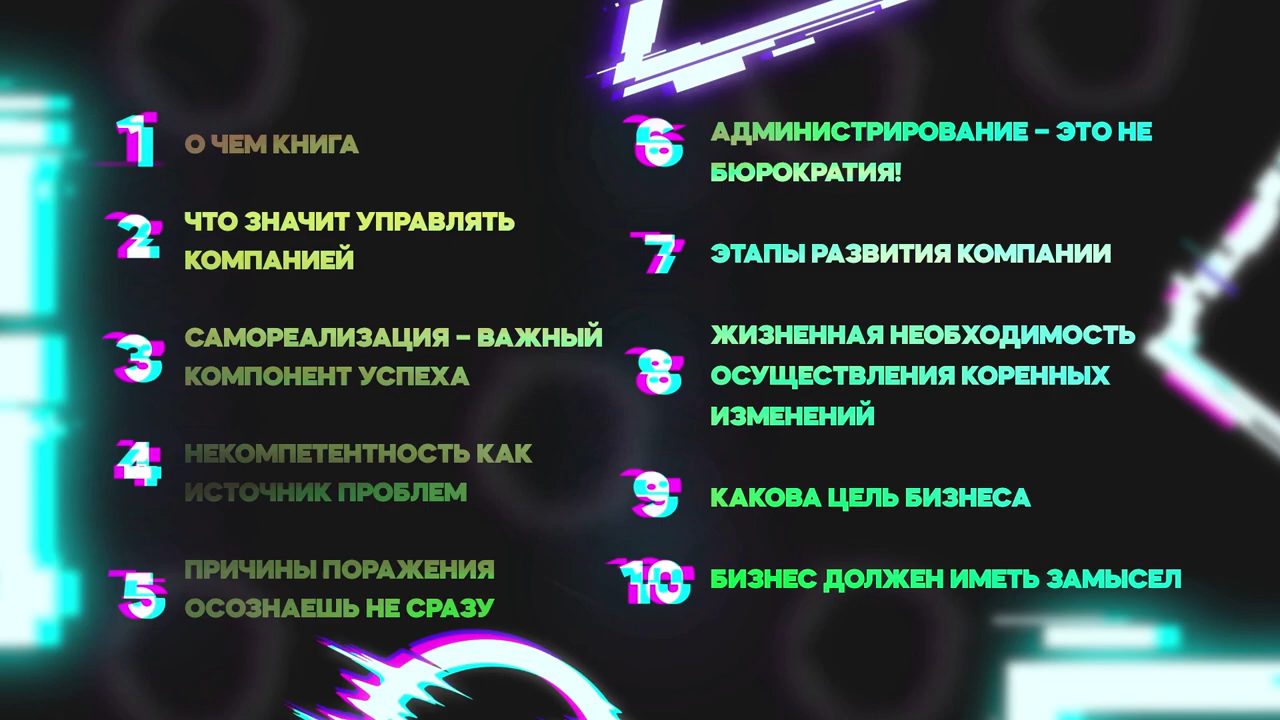 1 О ЧЕМ КНИГА
2 ЧТО ЗНАЧИТ УПРАВЛЯТЬ
КОМПАНИЕЙ
3 САМОРЕАЛИЗАЦИЯ – ВАЖНЫЙ
КОМПОНЕНТ УСПЕХА
4 НЕКОМПЕТЕНТНОСТЬ КАК
ИСТОЧНИК ПРОБЛЕМ
5 ПРИЧИНЫ ПОРАЖЕНИЯ
ОСОЗНАЕШЬ НЕ СРАЗУ
6 АДМИНИСТРИРОВАНИЕ – ЭТО НЕ
БЮРОКРАТИЯ!
7 ЭТАПЫ РАЗВИТИЯ КОМПАНИИ
8 ЖИЗНЕННАЯ НЕОБХОДИМОСТЬ
ОСУЩЕСТВЛЕНИЯ КОРЕННЫХ
ИЗМЕНЕНИЙ
9 КАКОВА ЦЕЛЬ БИЗНЕСА
10 БИЗНЕС ДОЛЖЕН ИМЕТЬ ЗАМЫСЕЛ